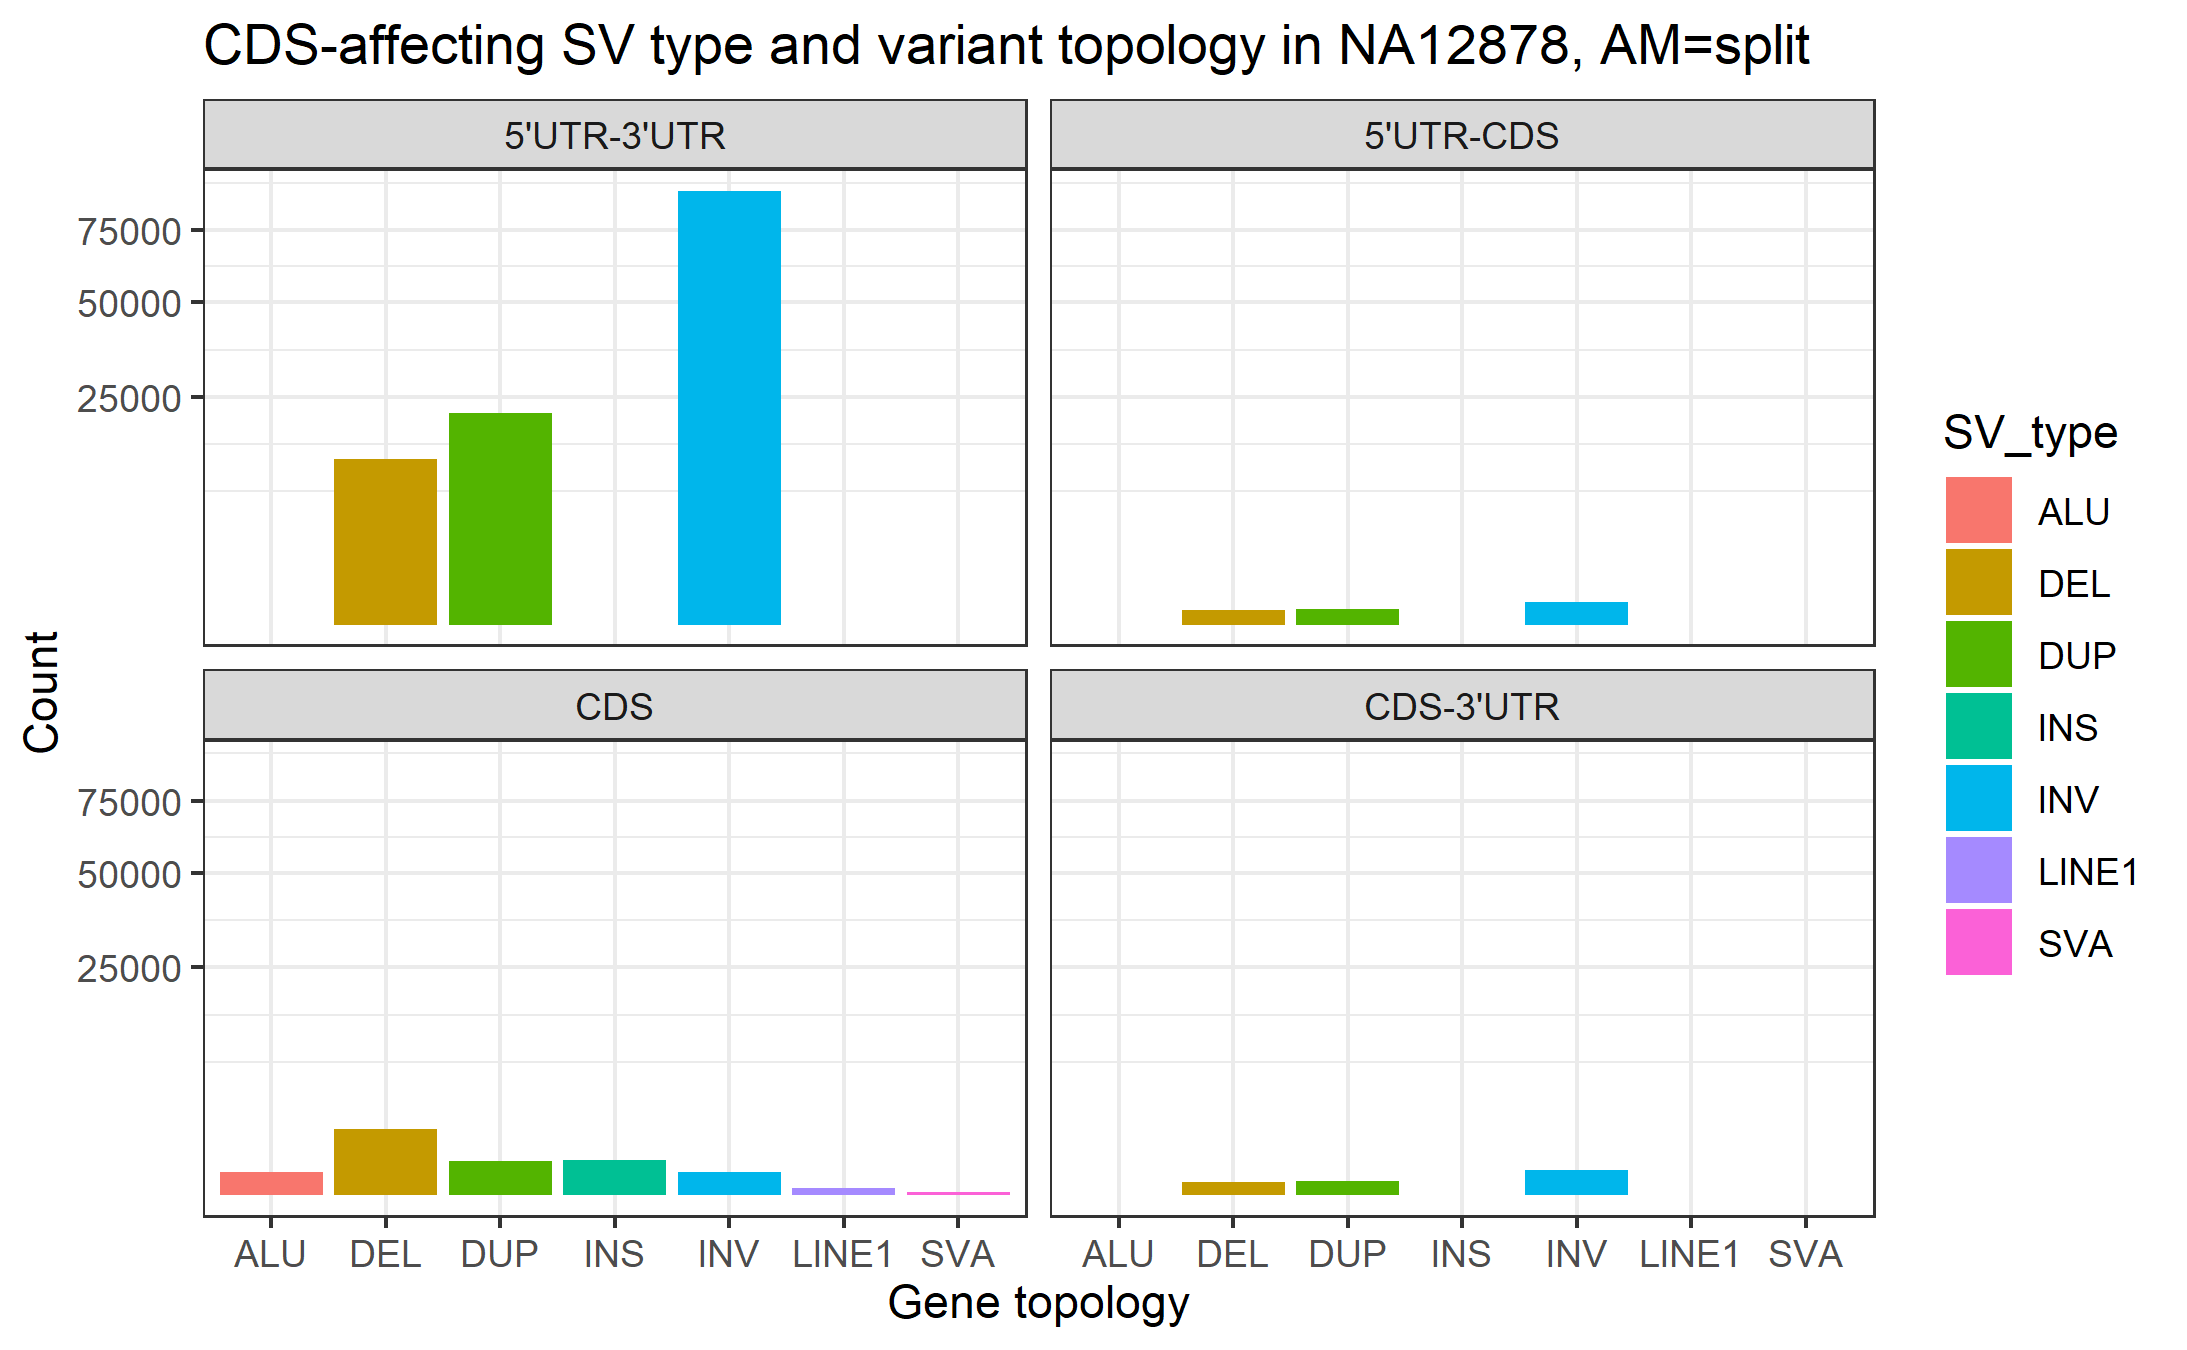 CDS-affecting SV type and variant topology in NA12878, AM=split
5'UTR-3'UTR
5'UTR-CDS
75000
50000
25000
CDS
CDS-3'UTR
75000
50000
25000
Count
ALU DEL DUP INS INV LINE1 SVA
ALU DEL DUP INS INV LINE1 SVA
Gene topology
SV_type
ALU
DEL
DUP
INS
INV
LINE1
SVA